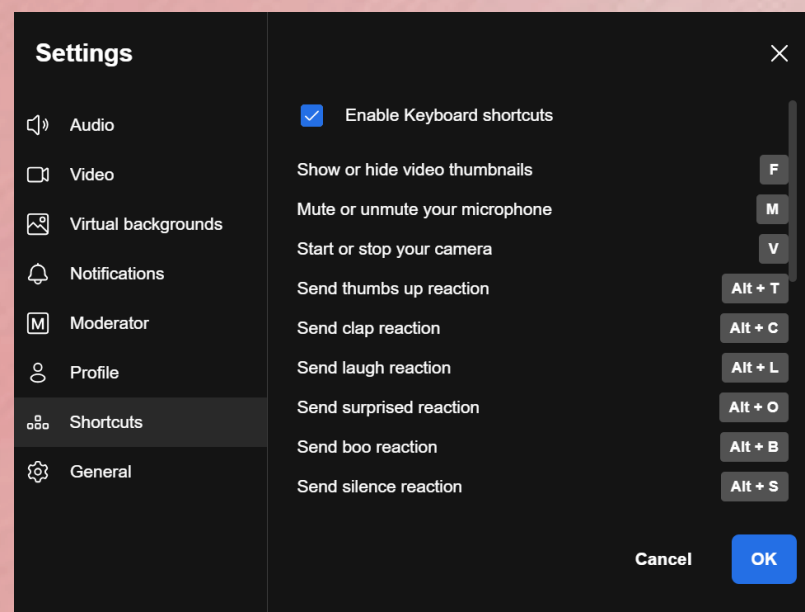 Settings
Audio
Video
Virtual backgrounds
Notifications
M Moderator
Profile
Shortcuts
General
Enable Keyboard shortcuts
Show or hide video thumbnails F
Mute or unmute your microphone M
Start or stop your camera V
Send thumbs up reaction Alt + T
Send clap reaction Alt + C
Send laugh reaction Alt + L
Send surprised reaction Alt + O
Send boo reaction Alt + B
Send silence reaction Alt + S
Cancel OK